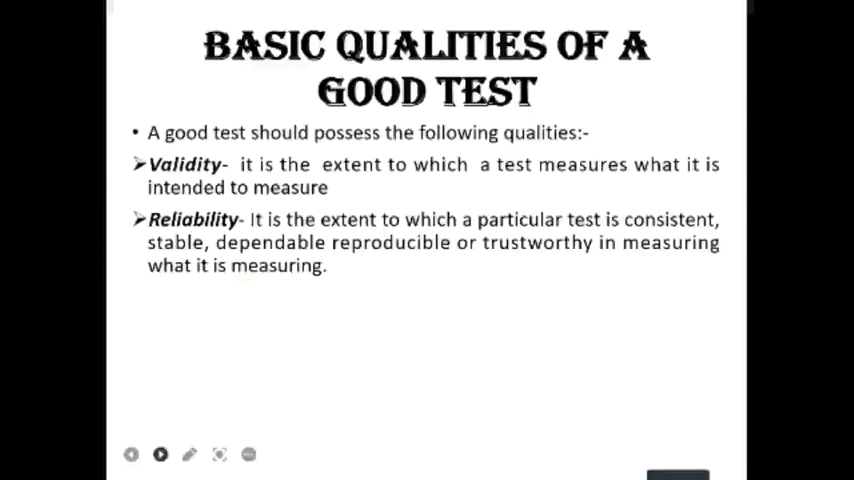 BASIC QUALITIES OF A
GOOD TEST
• A good test should possess the following qualities:-
➢Validity- it is the extent to which a test measures what it is
intended to measure
➢Reliability- It is the extent to which a particular test is consistent,
stable, dependable reproducible or trustworthy in measuring
what it is measuring.